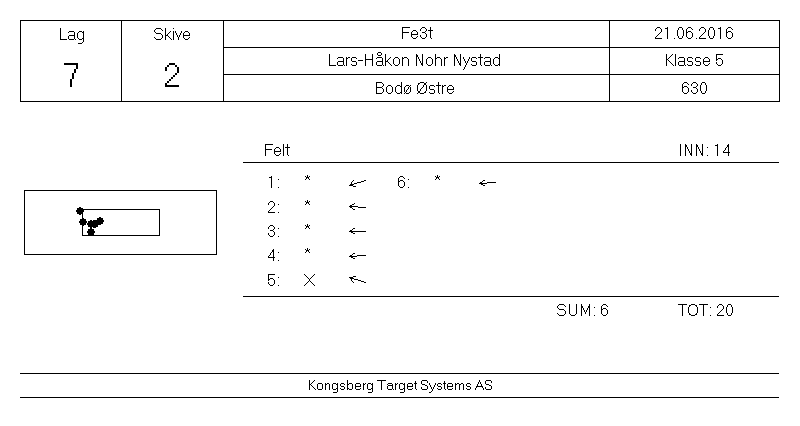 Lag Skive Fe3t 21.06.2016
7 2 Lars-Håkon Nohr Nystad Klasse 5
Bodø Østre 630
Felt INN: 14
1: * ← 6: * ←
2: * ←
3: * ←
4: * ←
5: X ←
SUM: 6 TOT: 20
Kongsberg Target Systems AS